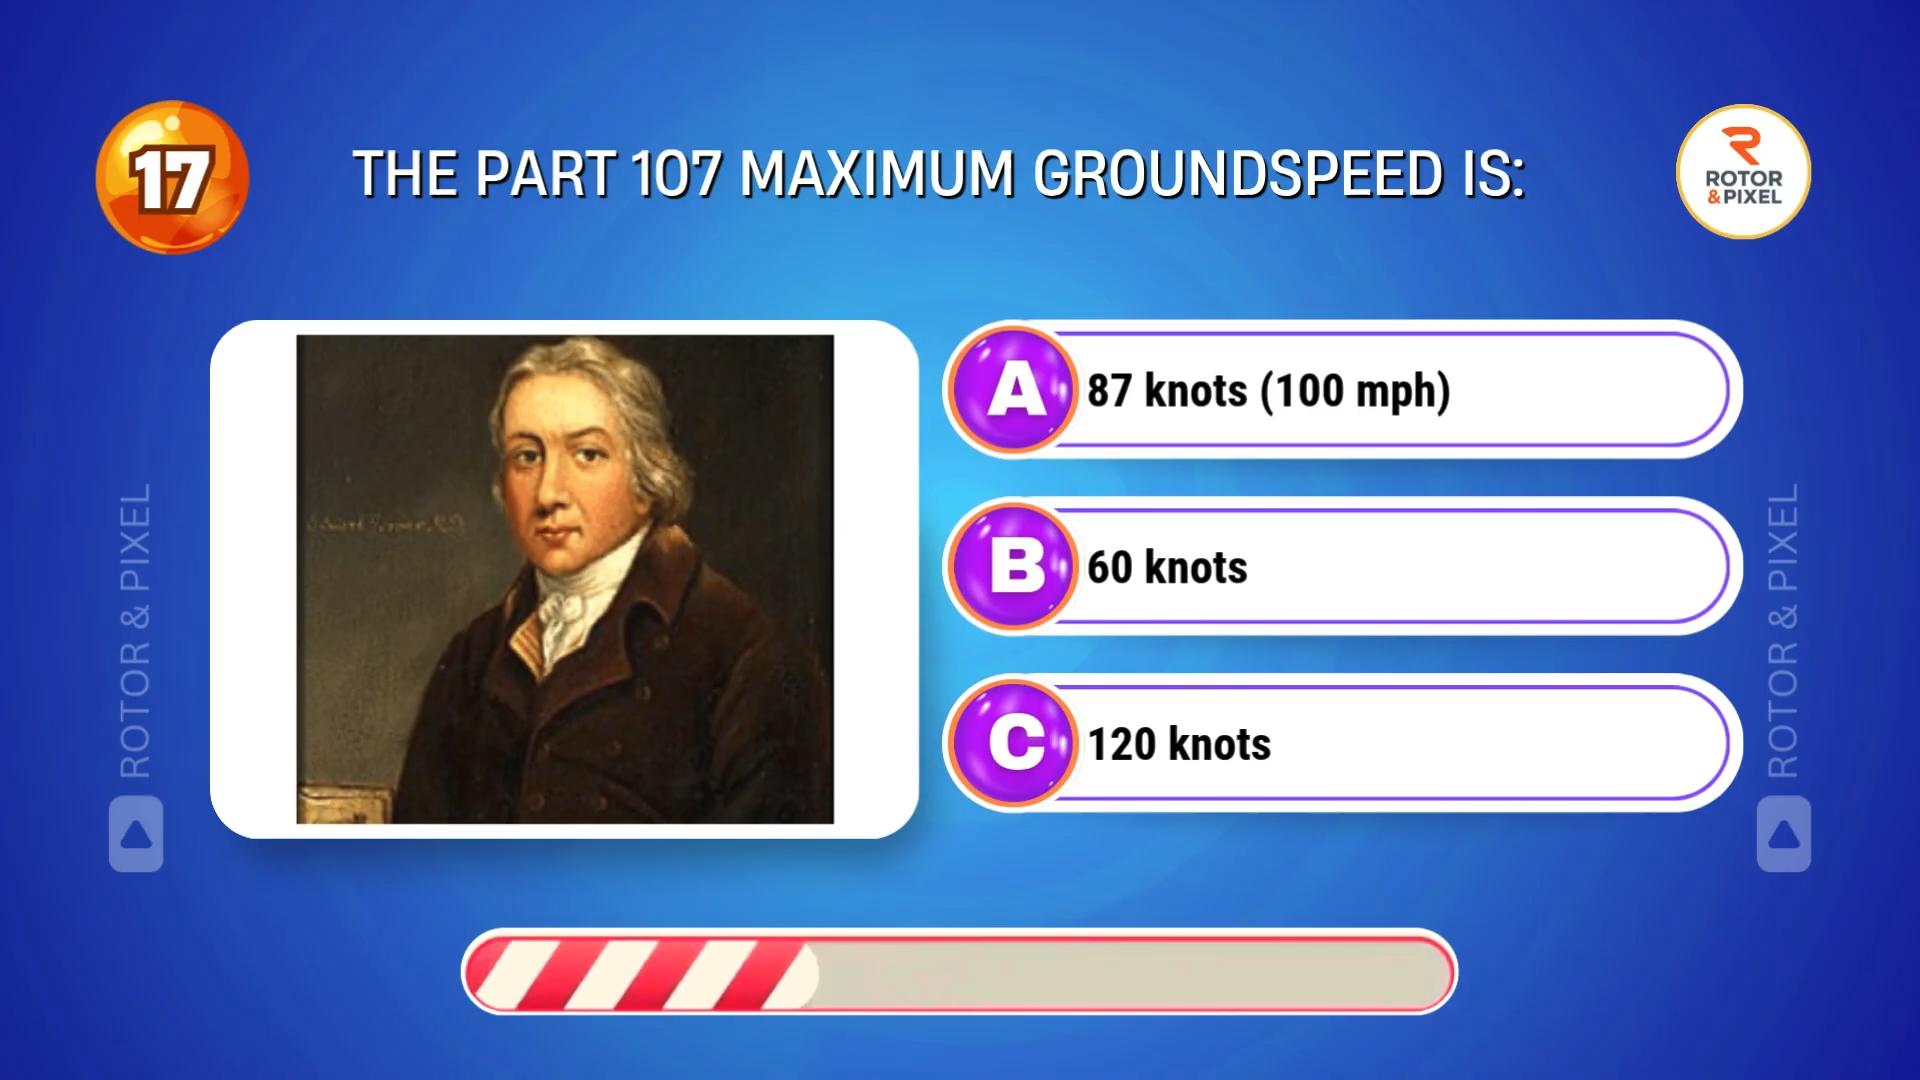 17
THE PART 107 MAXIMUM GROUNDSPEED IS:
ROTOR
&PIXEL
A
87 knots (100 mph)
B
60 knots
C
120 knots
ROTOR & PIXEL
ROTOR & PIXEL